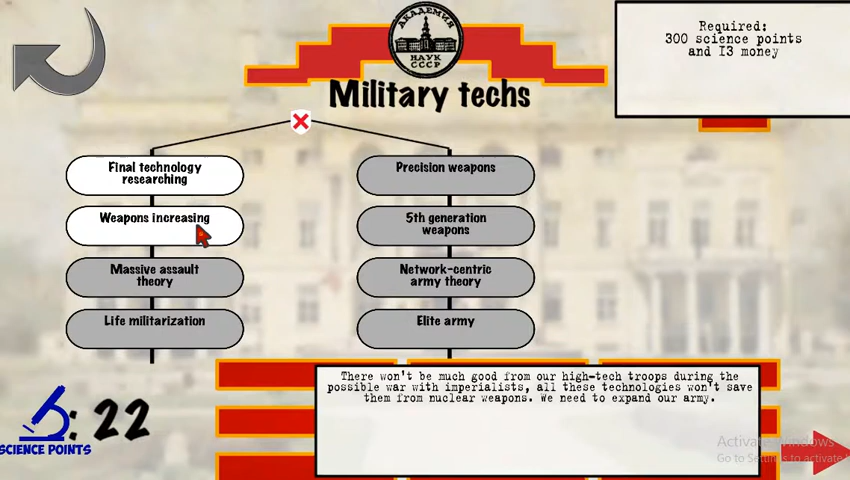 АКАДЕМИЯ
НАУК
СССР
Military techs
Required:
300 science points
and 13 money
Final technology
researching
Precision weapons
Weapons increasing
5th generation
weapons
Massive assault
theory
Network-centric
army theory
Life militarization
Elite army
There won't be much good from our high-tech troops during the
possible war with imperialists, all these technologies won't save
them from nuclear weapons. We need to expand our army.
: 22
SCIENCE POINTS
Activate Windows
Go to Settings to activate